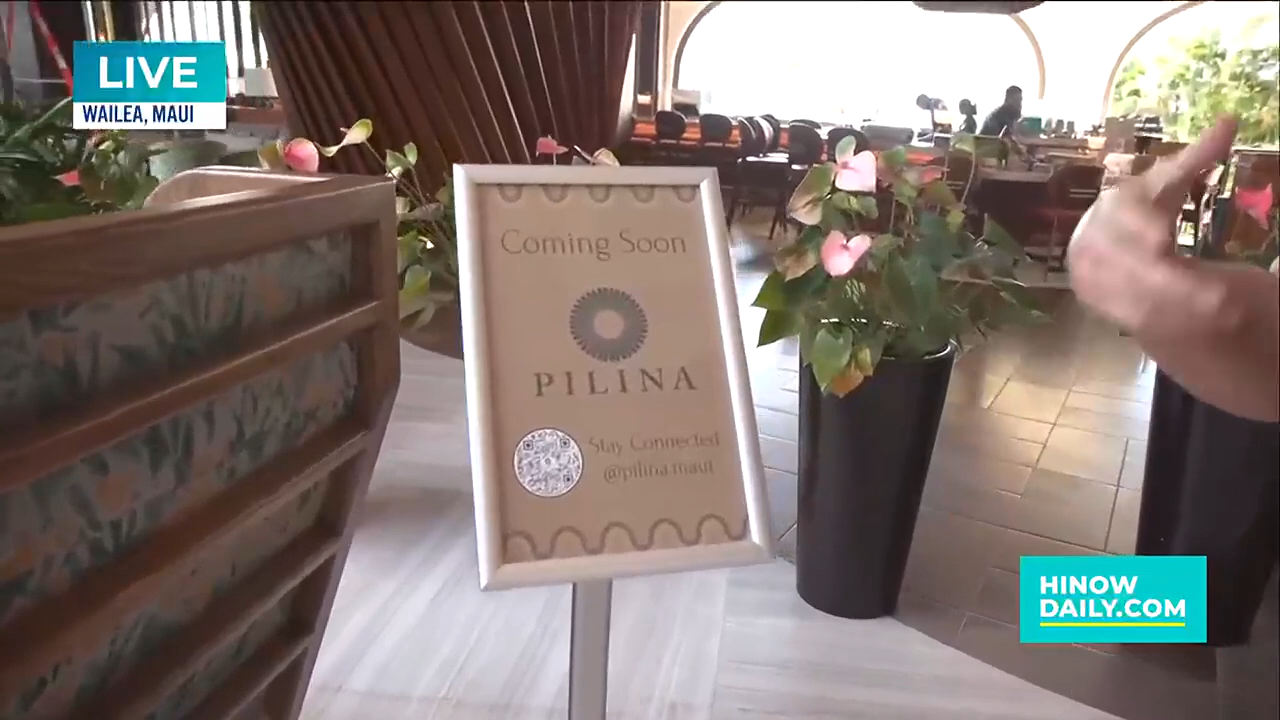 LIVE
WAILEA, MAUI
Coming Soon
PILINA
Stay Connected
@pilina.maui
HINOW
DAILY.COM